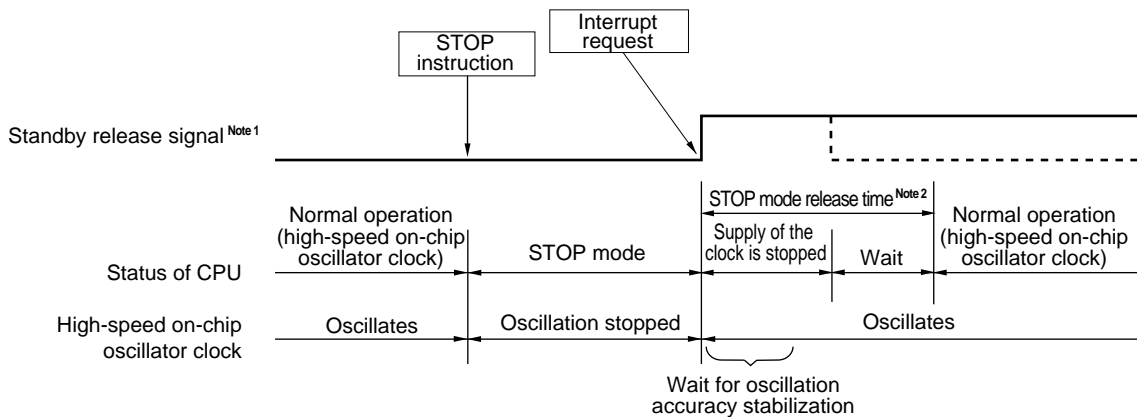 STOP
instruction
Interrupt
request
Standby release signal Note 1
STOP mode release time Note 2
Normal operation
(high-speed on-chip
oscillator clock)
Supply of the
clock is stopped
Normal operation
(high-speed on-chip
oscillator clock)
Status of CPU
STOP mode
Wait
High-speed on-chip
oscillator clock
Oscillates
Oscillation stopped
Oscillates
Wait for oscillation
accuracy stabilization